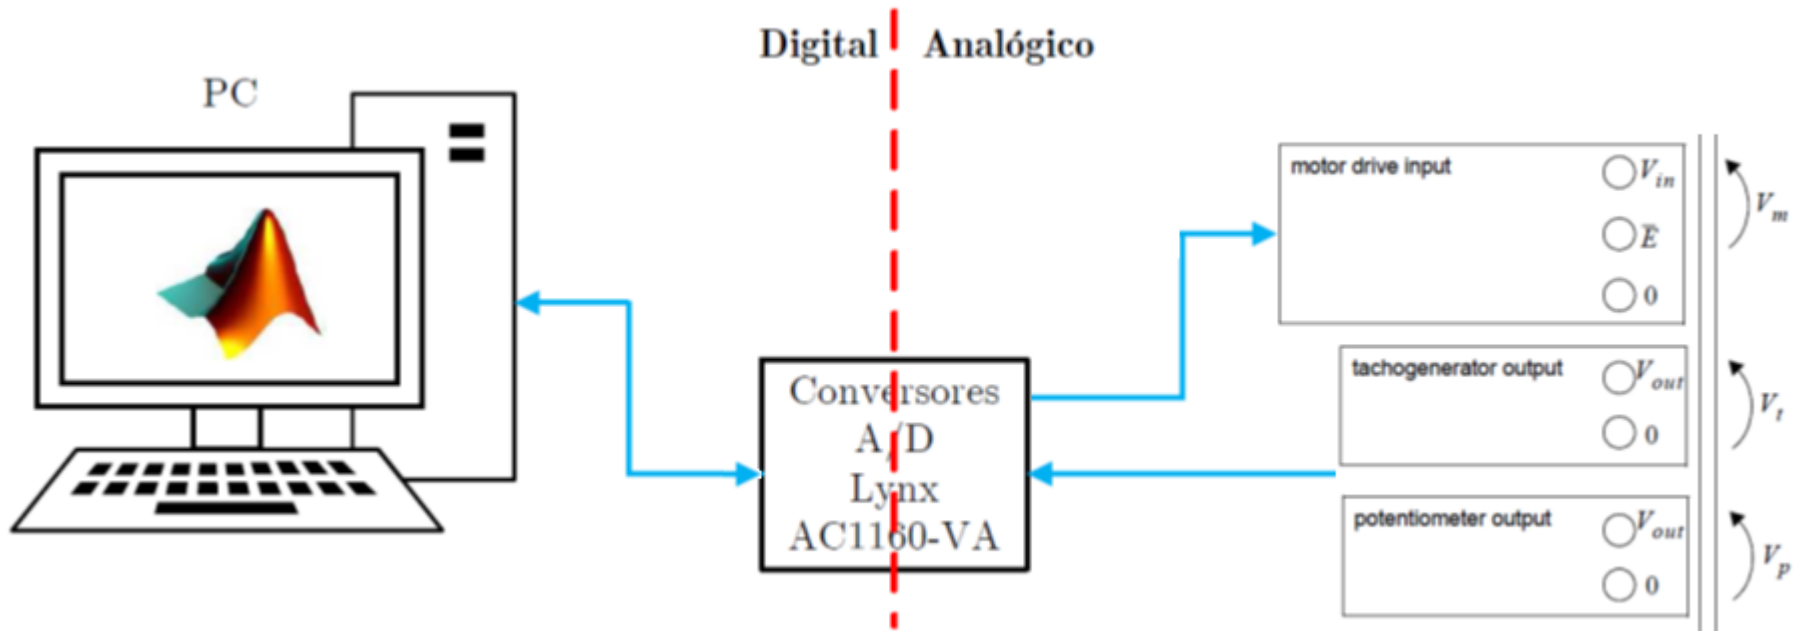 Digital Analógico
PC
Conversores
A/D
Lynx
AC1160-VA
motor drive input
V_in
E
0
V_m
tachogenerator output
V_out
0
V_t
potentiometer output
V_out
0
V_p